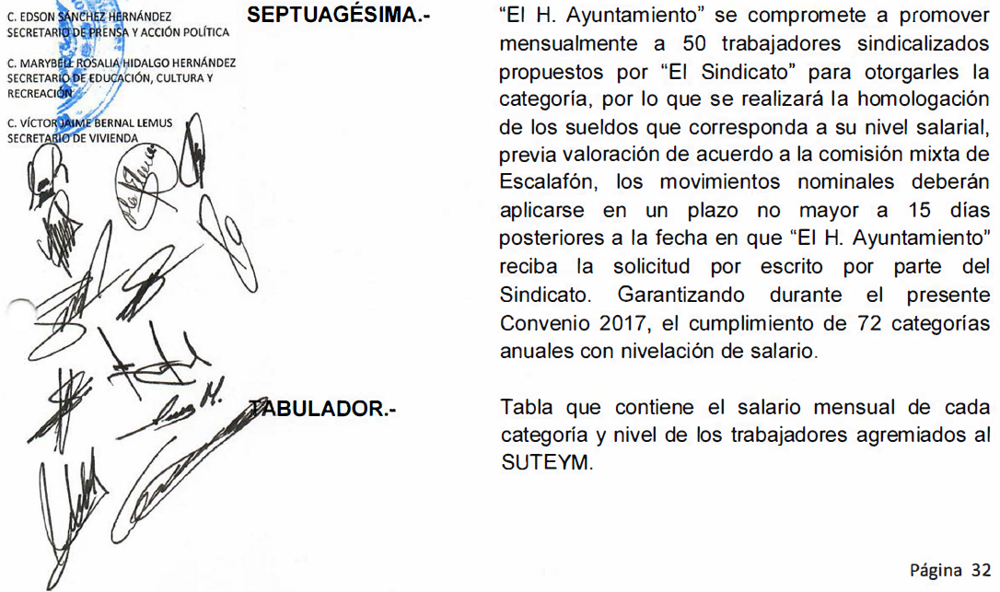 C. EDSON SÁNCHEZ HERNÁNDEZ
SECRETARIO DE PRENSA Y ACCIÓN POLÍTICA
C. MARYBELL ROSALIA HIDALGO HERNÁNDEZ
SECRETARIO DE EDUCACIÓN, CULTURA Y
RECREACIÓN
C. VÍCTOR JAIME BERNAL LEMUS
SECRETARIO DE VIVIENDA
SEPTUAGÉSIMA.-
“El H. Ayuntamiento” se compromete a promover
mensualmente a 50 trabajadores sindicalizados
propuestos por “El Sindicato” para otorgarles la
categoría, por lo que se realizará la homologación
de los sueldos que corresponda a su nivel salarial,
previa valoración de acuerdo a la comisión mixta de
Escalafón, los movimientos nominales deberán
aplicarse en un plazo no mayor a 15 días
posteriores a la fecha en que “El H. Ayuntamiento”
reciba la solicitud por escrito por parte del
Sindicato. Garantizando durante el presente
Convenio 2017, el cumplimiento de 72 categorías
anuales con nivelación de salario.
TABULADOR.-
Tabla que contiene el salario mensual de cada
categoría y nivel de los trabajadores agremiados al
SUTEYM.
Página 32